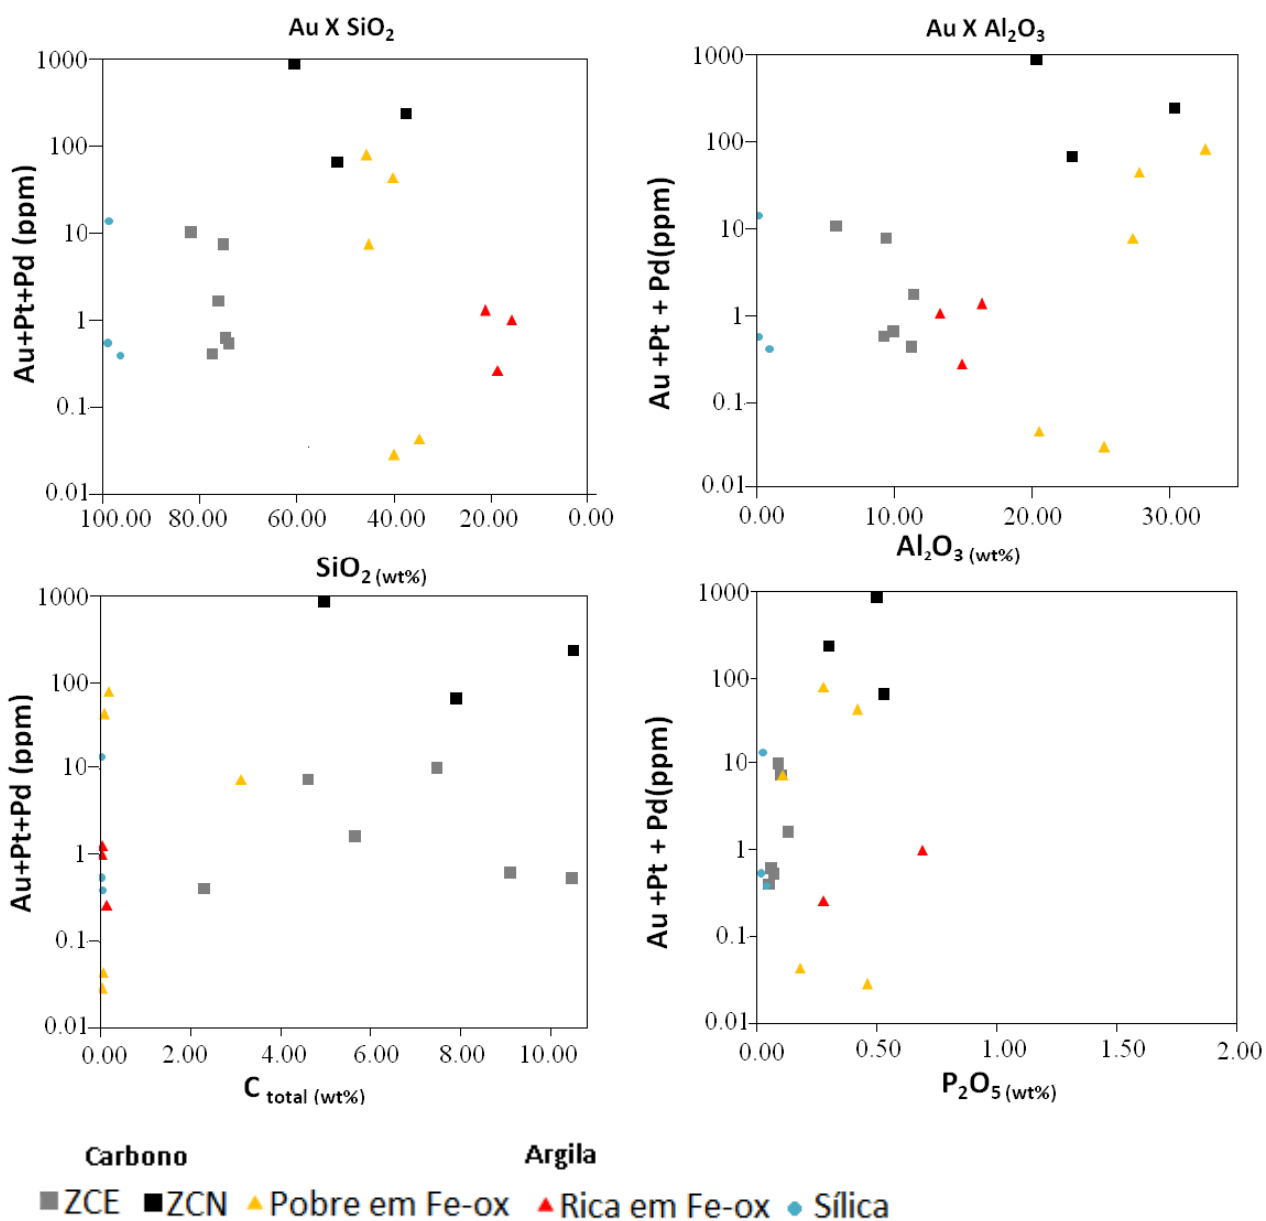 Au X SiO₂
Au+Pt+Pd (ppm)
1000
100
10
1
0.1
0.01
100.00 80.00 60.00 40.00 20.00 0.00
SiO₂ (wt%)
Au X Al₂O₃
Au +Pt + Pd(ppm)
1000
100
10
1
0.1
0.01
0.00 10.00 20.00 30.00
Al₂O₃ (wt%)
Au+Pt+Pd (ppm)
1000
100
10
1
0.1
0.01
0.00 2.00 4.00 6.00 8.00 10.00
C total (wt%)
Au +Pt + Pd(ppm)
1000
100
10
1
0.1
0.01
0.00 0.50 1.00 1.50 2.00
P₂O₅ (wt%)
Carbono Argila
ZCE ZCN Pobre em Fe-ox Rica em Fe-ox Sílica